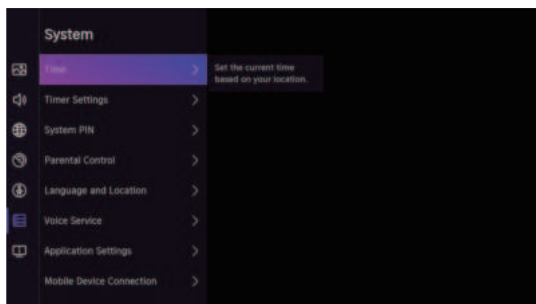 System
Time
Set the current time
based on your location.
Timer Settings
System PIN
Parental Control
Language and Location
Voice Service
Application Settings
Mobile Device Connection